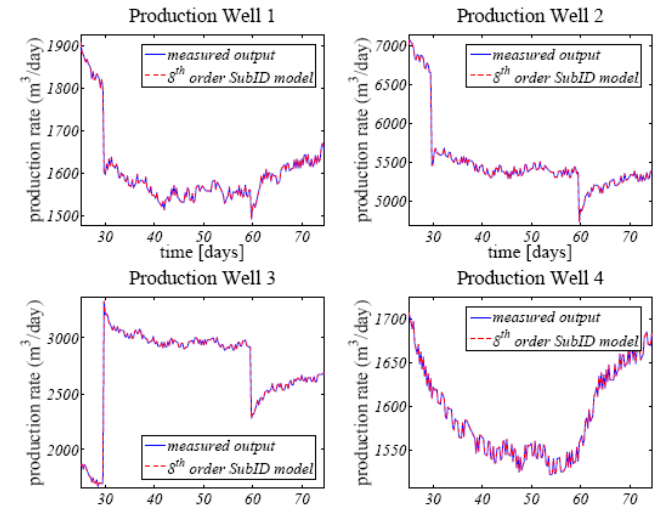 Production Well 1
production rate (m³/day)
1900
1800
1700
1600
1500
measured output
8th order SubID model
30 40 50 60 70
time [days]
Production Well 2
production rate (m³/day)
7000
6000
5300
5000
measured output
8th order SubID model
30 40 50 60 70
time [days]
Production Well 3
production rate (m³/day)
3000
2500
2000
measured output
8th order SubID model
30 40 50 60 70
Production Well 4
production rate (m³/day)
1700
1650
1600
1550
measured output
8th order SubID model
30 40 50 60 70